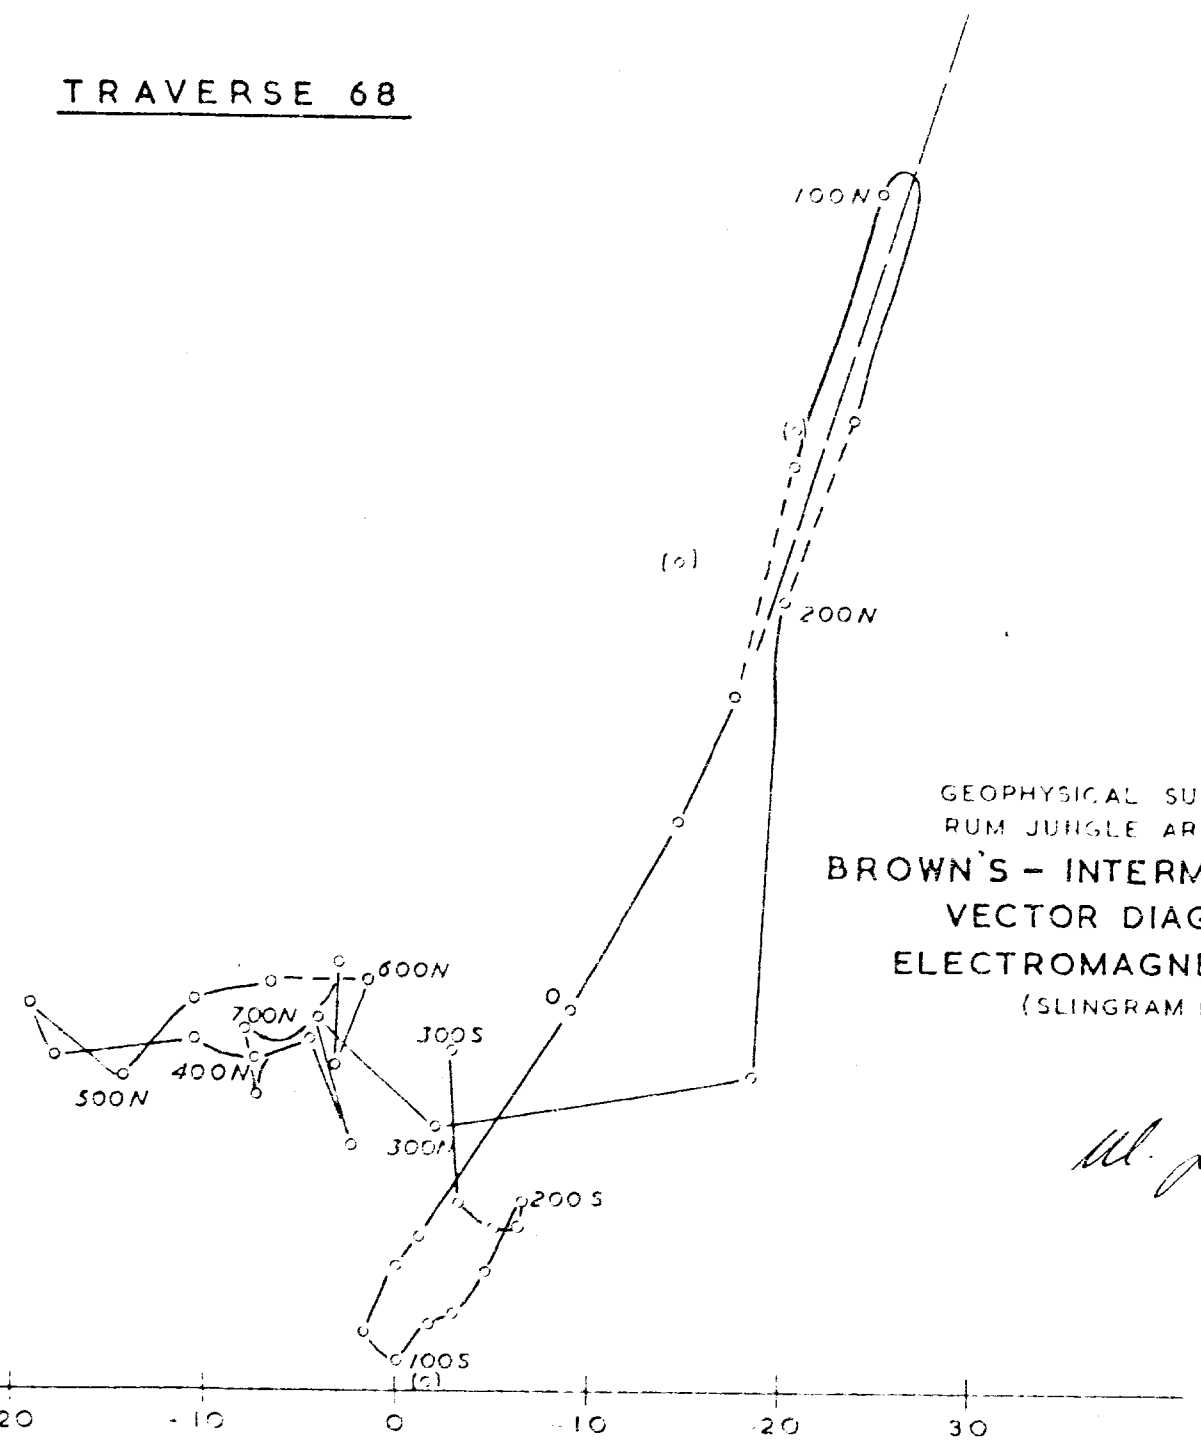 TRAVERSE 68
100N
200N
GEOPHYSICAL SU
RUM JUNGLE AR
BROWN'S – INTERM
VECTOR DIAG
ELECTROMAGNE
(SLINGRAM
600N
700N
O
300S
400N
500N
300N
200S
100S
20 -10 0 10 20 30